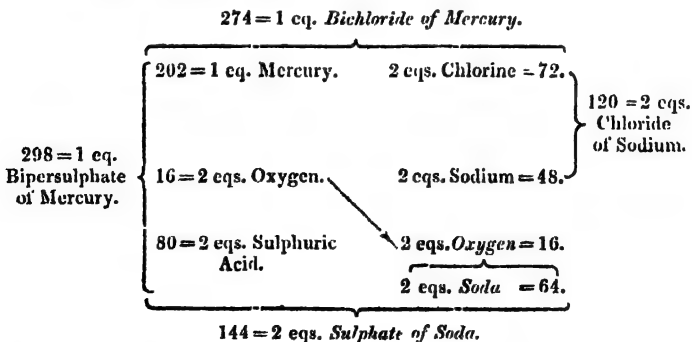 274=1 eq. Bichloride of Mercury.
202=1 eq. Mercury. 2 eqs. Chlorine =72.
120 =2 eqs.
Chloride
of Sodium.
298=1 eq.
Bipersulphate
of Mercury.
16=2 eqs. Oxygen. 2 eqs. Sodium=48.
80=2 eqs. Sulphuric
Acid.
2 eqs. Oxygen=16.
2 eqs. Soda =64.
144=2 eqs. Sulphate of Soda.